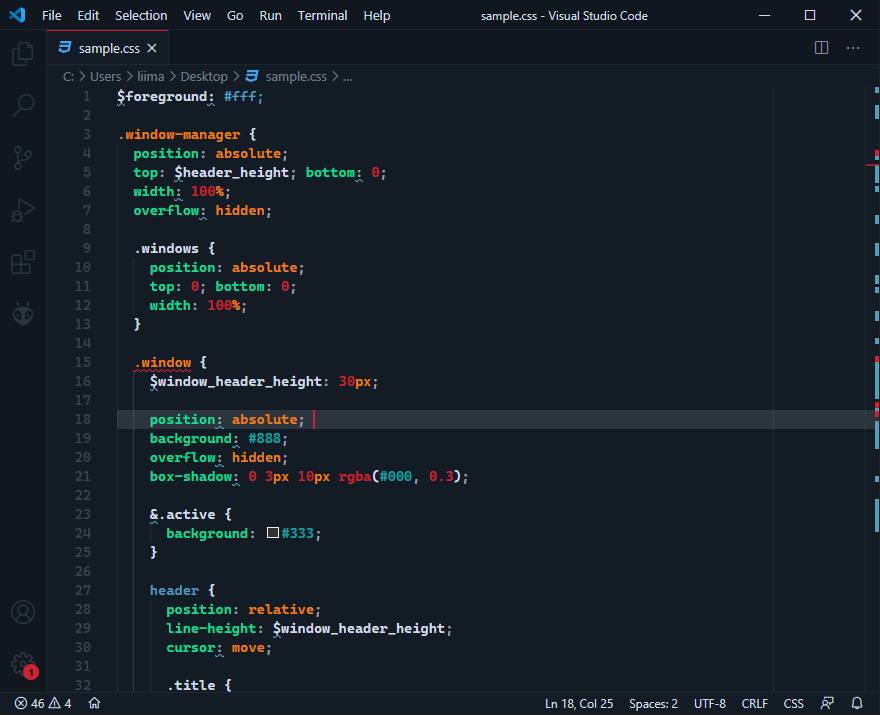 File Edit Selection View Go Run Terminal Help sample.css - Visual Studio Code
sample.css
C: > Users > liima > Desktop > sample.css > ...
1 $foreground: #fff;
2
3 .window-manager {
4 position: absolute;
5 top: $header_height; bottom: 0;
6 width: 100%;
7 overflow: hidden;
8
9 .windows {
10 position: absolute;
11 top: 0; bottom: 0;
12 width: 100%;
13 }
14
15 .window {
16 $window_header_height: 30px;
17
18 position: absolute;
19 background: #888;
20 overflow: hidden;
21 box-shadow: 0 3px 10px rgba(#000, 0.3);
22
23 &.active {
24 background: #333;
25 }
26
27 header {
28 position: relative;
29 line-height: $window_header_height;
30 cursor: move;
31
32 .title {
1
46 4 Ln 18, Col 25 Spaces: 2 UTF-8 CRLF CSS